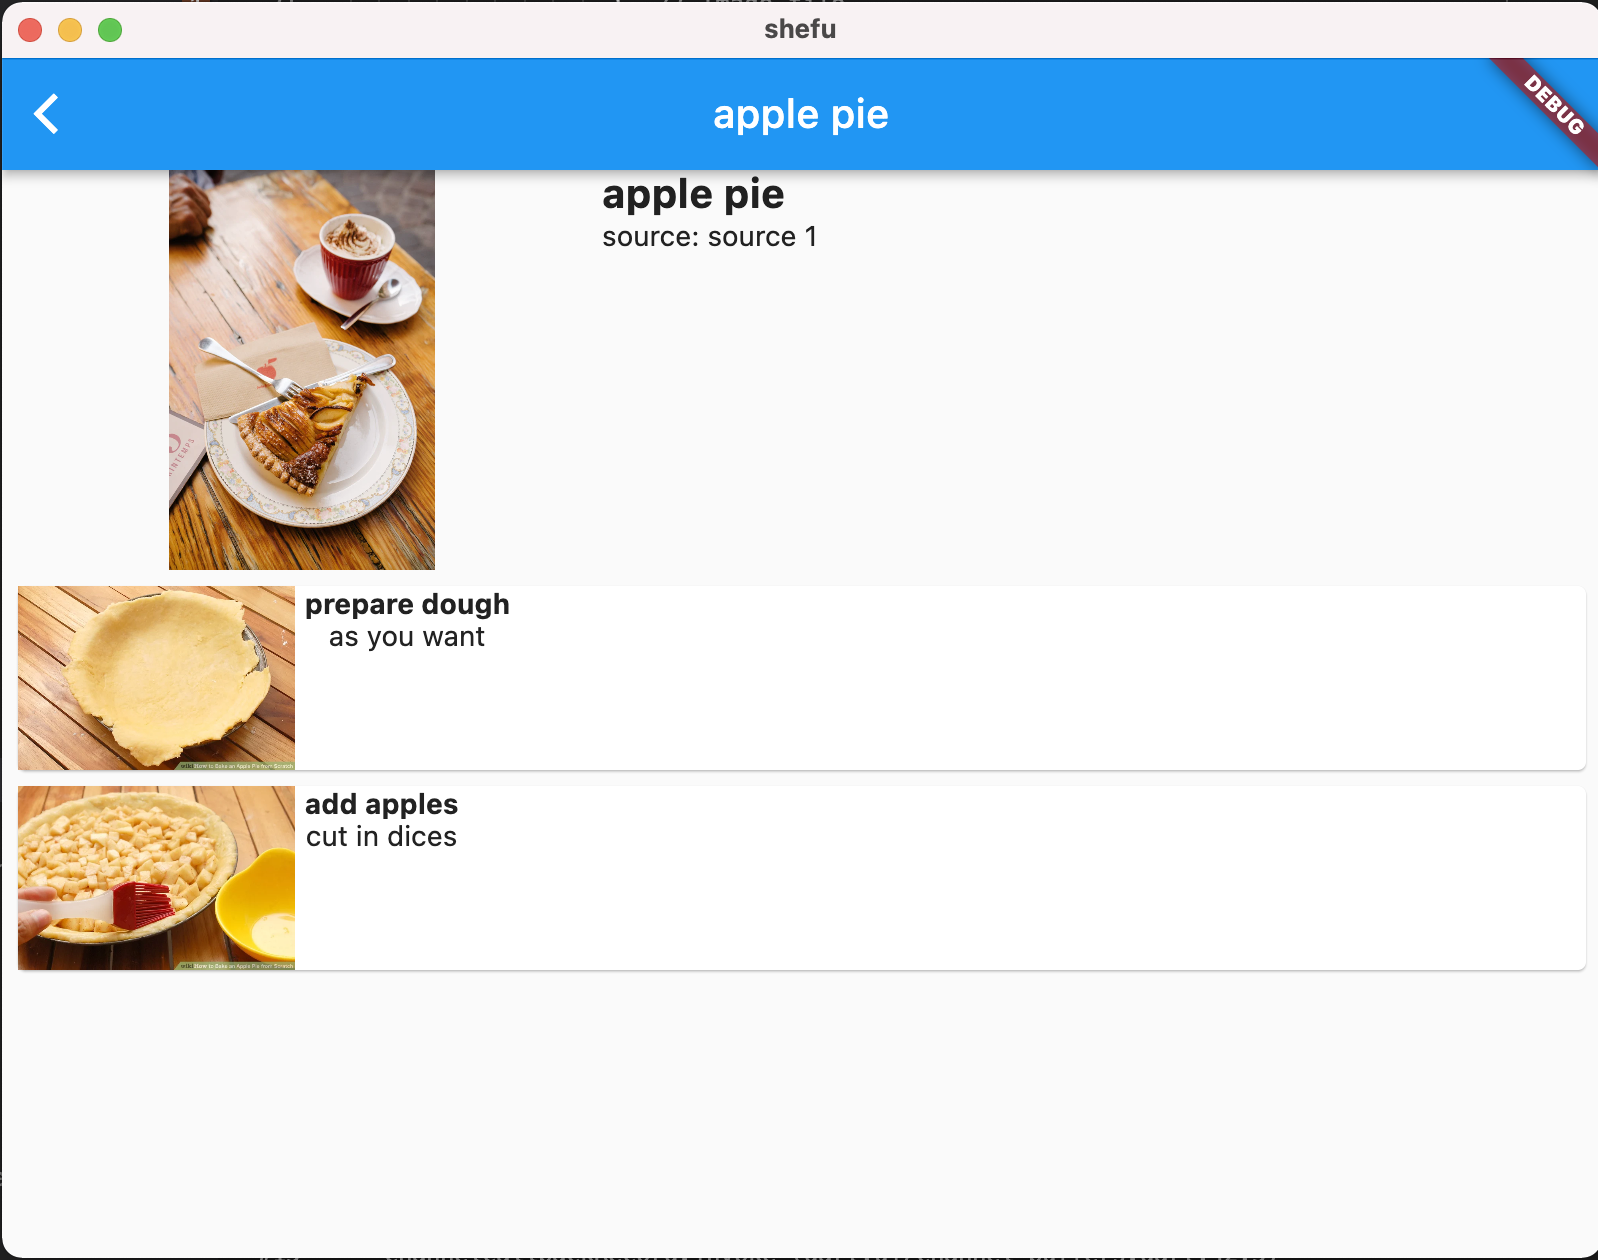 shefu
apple pie
DEBUG
apple pie
source: source 1
prepare dough
as you want
wiki How to Bake an Apple Pie from Scratch
add apples
cut in dices
wiki How to Bake an Apple Pie from Scratch